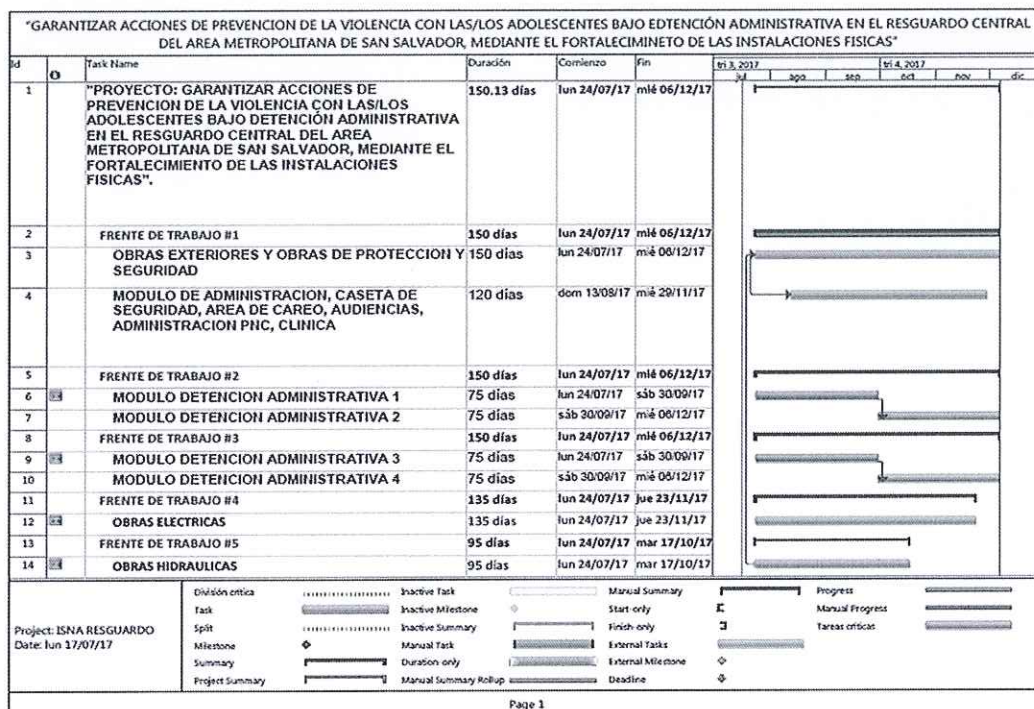 "GARANTIZAR ACCIONES DE PREVENCION DE LA VIOLENCIA CON LAS/LOS ADOLESCENTES BAJO EDTENCIÓN ADMINISTRATIVA EN EL RESGUARDO CENTRAL
DEL AREA METROPOLITANA DE SAN SALVADOR, MEDIANTE EL FORTALECIMINETO DE LAS INSTALACIONES FISICAS"
Id Task Name Duración Comienzo Fin tri 3, 2017 tri 4, 2017
jul ago sep oct nov dic
1 "PROYECTO: GARANTIZAR ACCIONES DE 150.13 días lun 24/07/17 mié 06/12/17
PREVENCION DE LA VIOLENCIA CON LAS/LOS
ADOLESCENTES BAJO DETENCIÓN ADMINISTRATIVA
EN EL RESGUARDO CENTRAL DEL AREA
METROPOLITANA DE SAN SALVADOR, MEDIANTE EL
FORTALECIMIENTO DE LAS INSTALACIONES
FISICAS".
2 FRENTE DE TRABAJO #1 150 días lun 24/07/17 mié 06/12/17
3 OBRAS EXTERIORES Y OBRAS DE PROTECCION Y 150 días lun 24/07/17 mié 06/12/17
SEGURIDAD
4 MODULO DE ADMINISTRACION, CASETA DE 120 días dom 13/08/17 mié 29/11/17
SEGURIDAD, AREA DE CAREO, AUDIENCIAS,
ADMINISTRACION PNC, CLINICA
5 FRENTE DE TRABAJO #2 150 días lun 24/07/17 mié 06/12/17
6 MODULO DETENCION ADMINISTRATIVA 1 75 días lun 24/07/17 sáb 30/09/17
7 MODULO DETENCION ADMINISTRATIVA 2 75 días sáb 30/09/17 mié 06/12/17
8 FRENTE DE TRABAJO #3 150 días lun 24/07/17 mié 06/12/17
9 MODULO DETENCION ADMINISTRATIVA 3 75 días lun 24/07/17 sáb 30/09/17
10 MODULO DETENCION ADMINISTRATIVA 4 75 días sáb 30/09/17 mié 06/12/17
11 FRENTE DE TRABAJO #4 135 días lun 24/07/17 jue 23/11/17
12 OBRAS ELECTRICAS 135 días lun 24/07/17 jue 23/11/17
13 FRENTE DE TRABAJO #5 95 días lun 24/07/17 mar 17/10/17
14 OBRAS HIDRAULICAS 95 días lun 24/07/17 mar 17/10/17
Project: ISNA RESGUARDO
Date: lun 17/07/17
División crítica Inactive Task Manual Summary Progress
Task Inactive Milestone Start-only Manual Progress
Split Inactive Summary Finish-only Tareas críticas
Milestone Manual Task External Tasks
Summary Duration-only External Milestone
Project Summary Manual Summary Rollup Deadline
Page 1